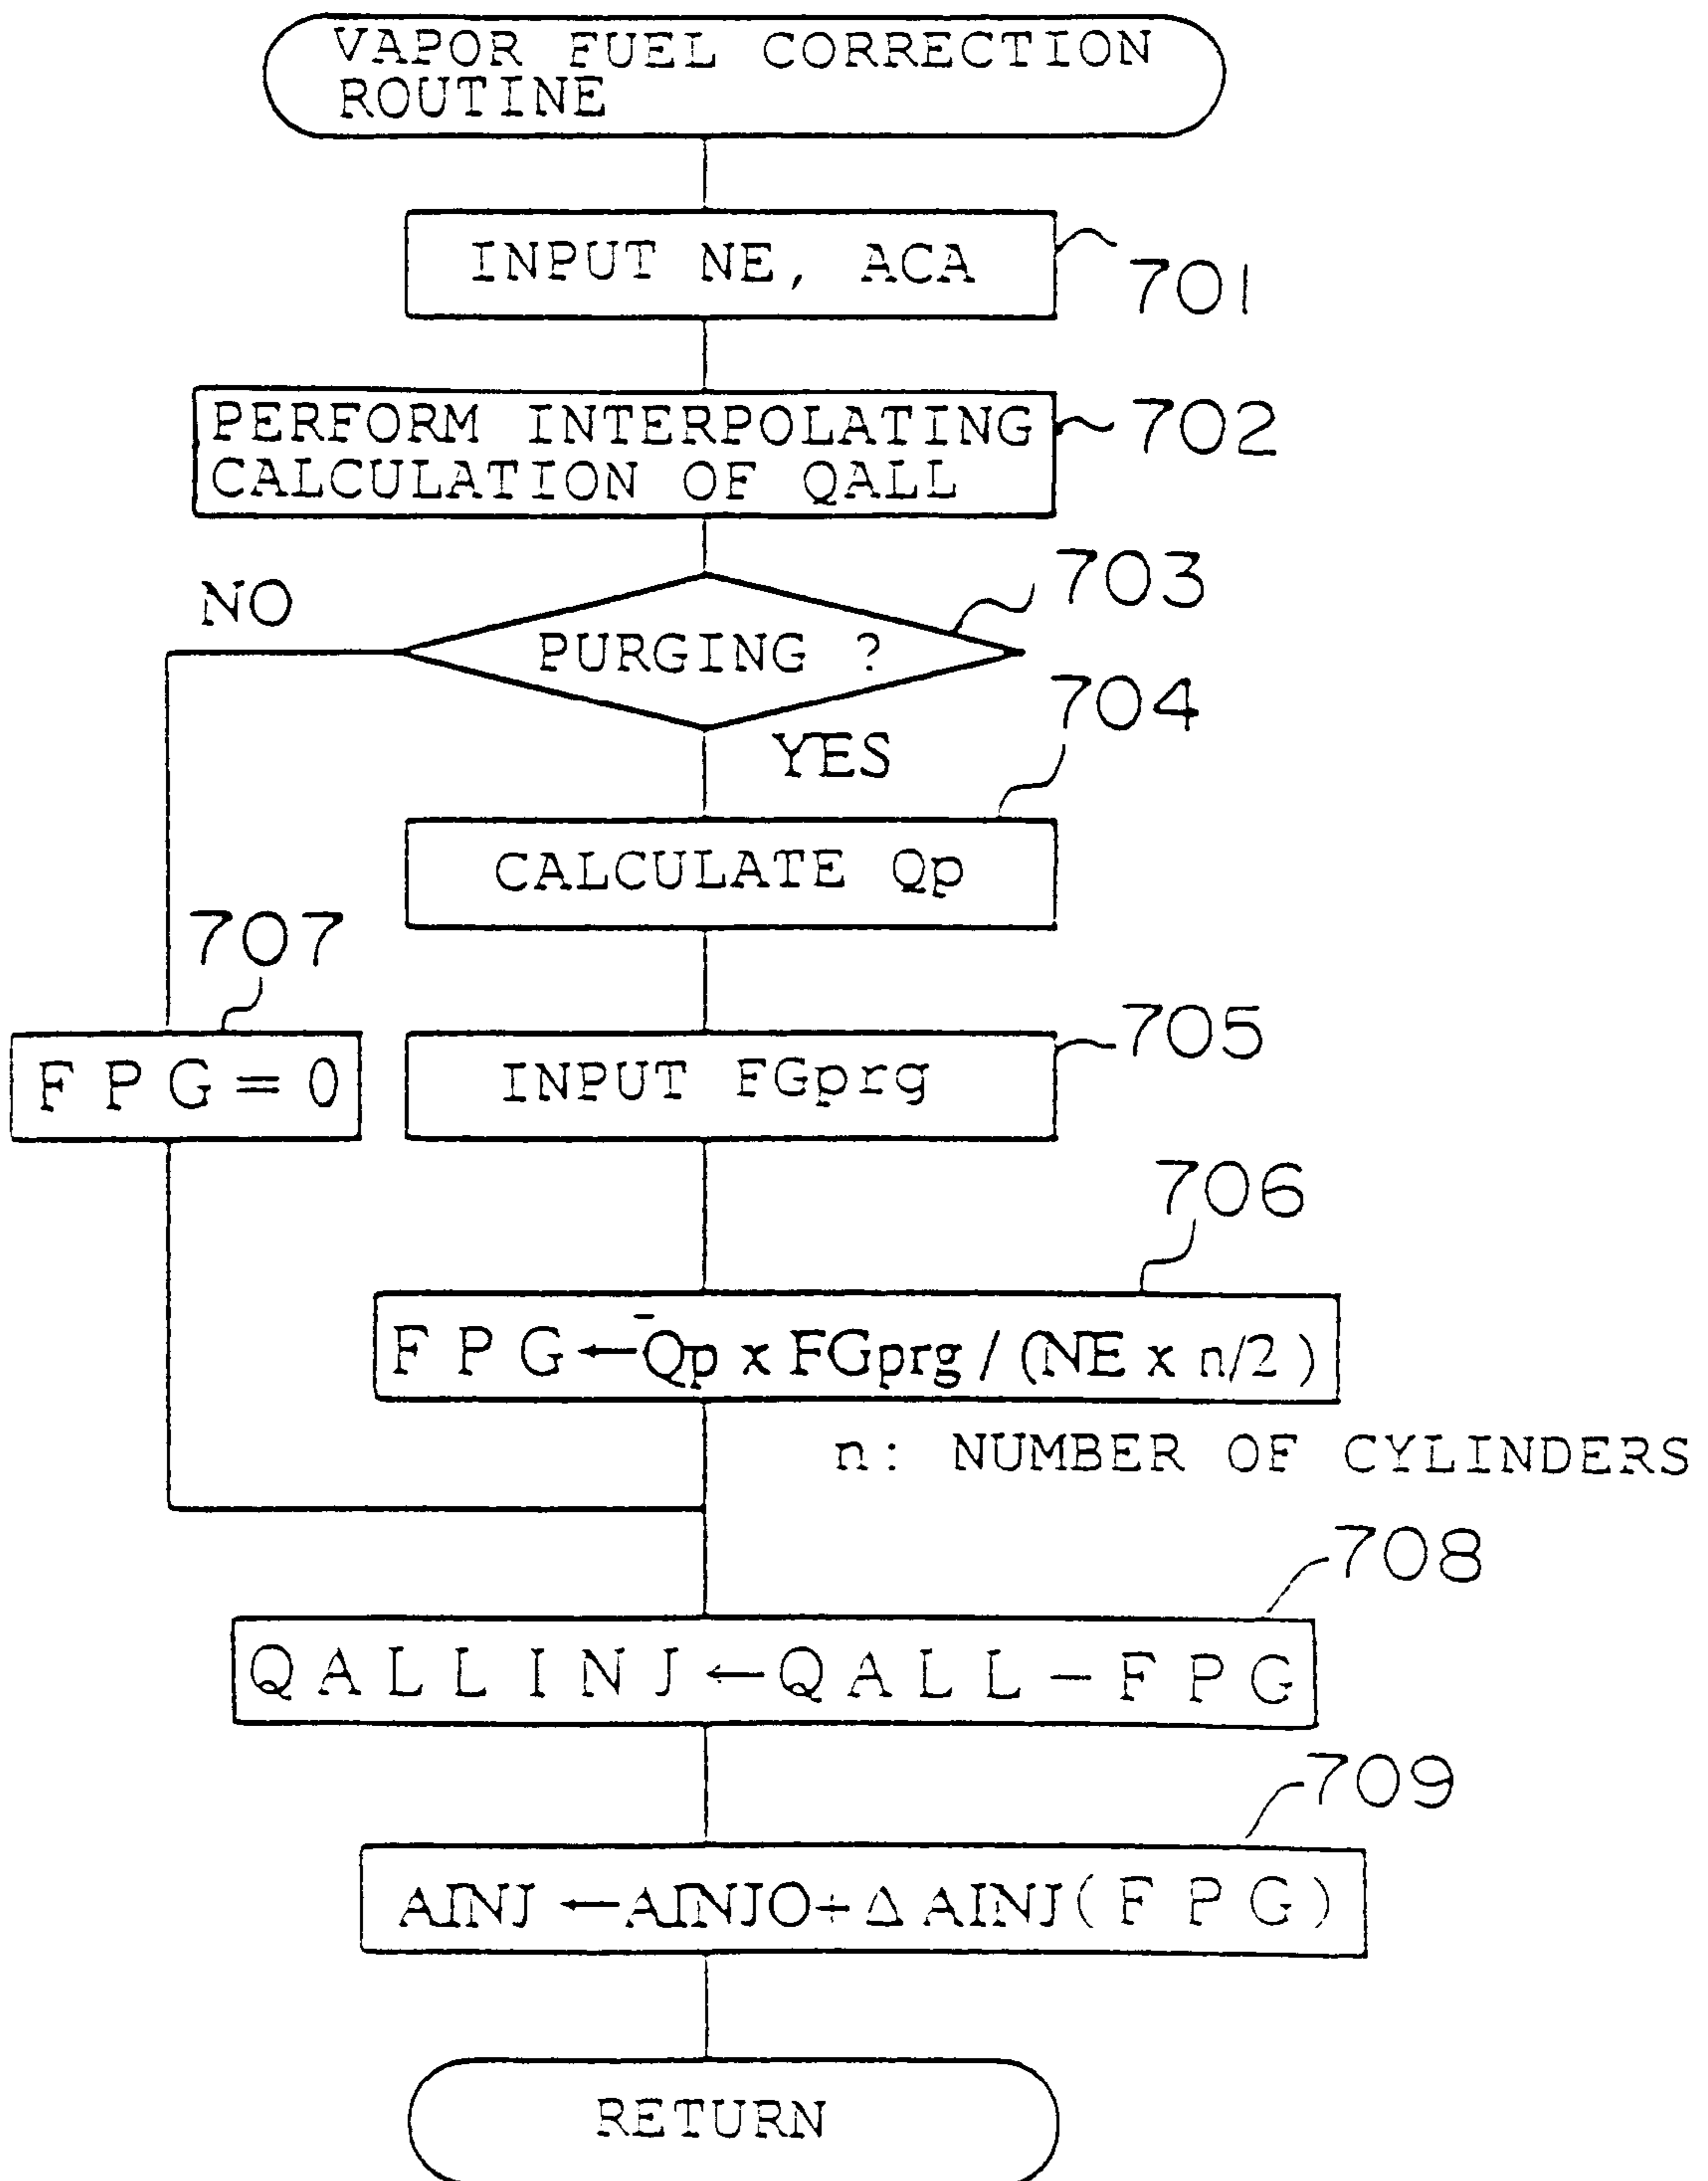 VAPOR FUEL CORRECTION
ROUTINE
INPUT NE, ACA
701
PERFORM INTERPOLATING
CALCULATION OF QALL
702
703
NO
PURGING ?
704
YES
CALCULATE Qp
707
705
FPG=0
INPUT FGprg
706
FPG←Qp x FGprg / (NE x n/2)
n: NUMBER OF CYLINDERS
708
QALLINJ←QALL-FPG
709
AINJ←AINJO+ΔAINJ(FPG)
RETURN